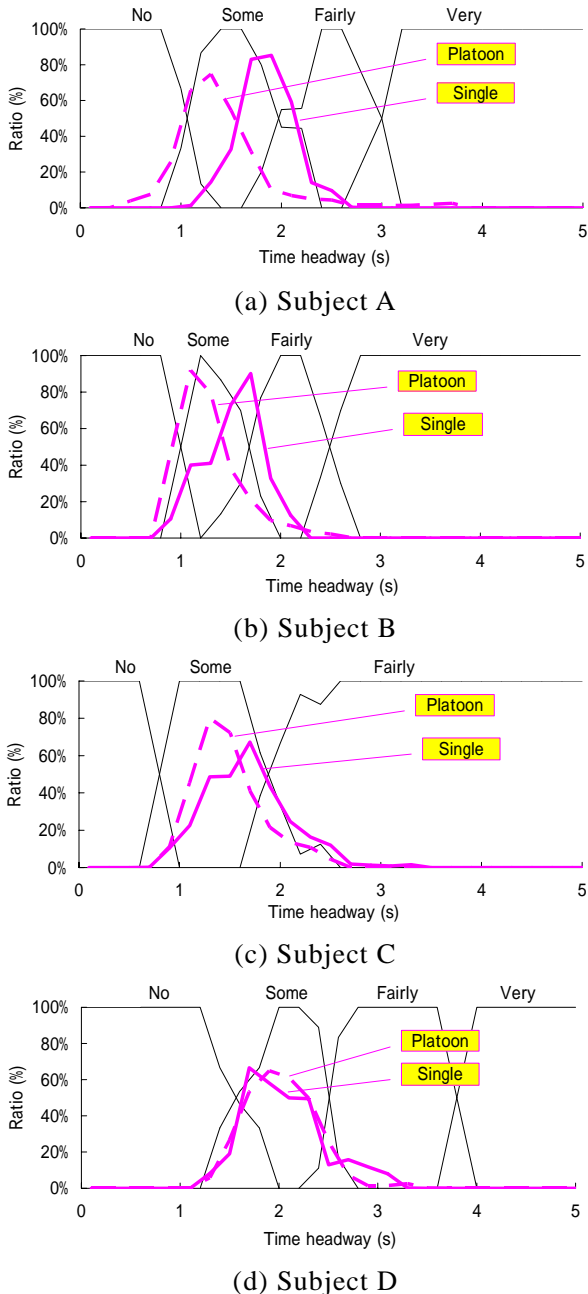 No Some Fairly Very
100%
80%
60%
40%
20%
0%
Ratio (%)
Platoon
Single
0 1 2 3 4 5
Time headway (s)
(a) Subject A
No Some Fairly Very
100%
80%
60%
40%
20%
0%
Ratio (%)
Platoon
Single
0 1 2 3 4 5
Time headway (s)
(b) Subject B
No Some Fairly
100%
80%
60%
40%
20%
0%
Ratio (%)
Platoon
Single
0 1 2 3 4 5
Time headway (s)
(c) Subject C
No Some Fairly Very
100%
80%
60%
40%
20%
0%
Ratio (%)
Platoon
Single
0 1 2 3 4 5
Time headway (s)
(d) Subject D